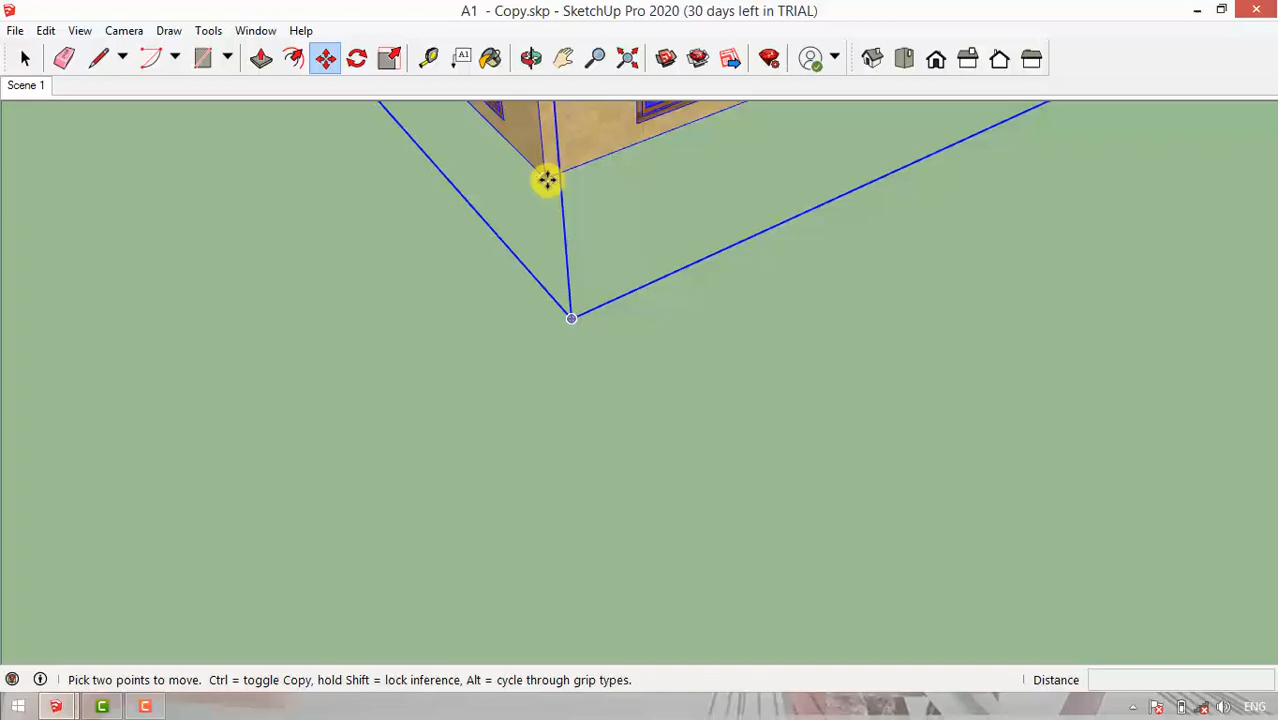 A1 - Copy.skp - SketchUp Pro 2020 (30 days left in TRIAL)
File Edit View Camera Draw Tools Window Help
A1
Scene 1
Pick two points to move. Ctrl = toggle Copy, hold Shift = lock inference, Alt = cycle through grip types.
Distance
ENG